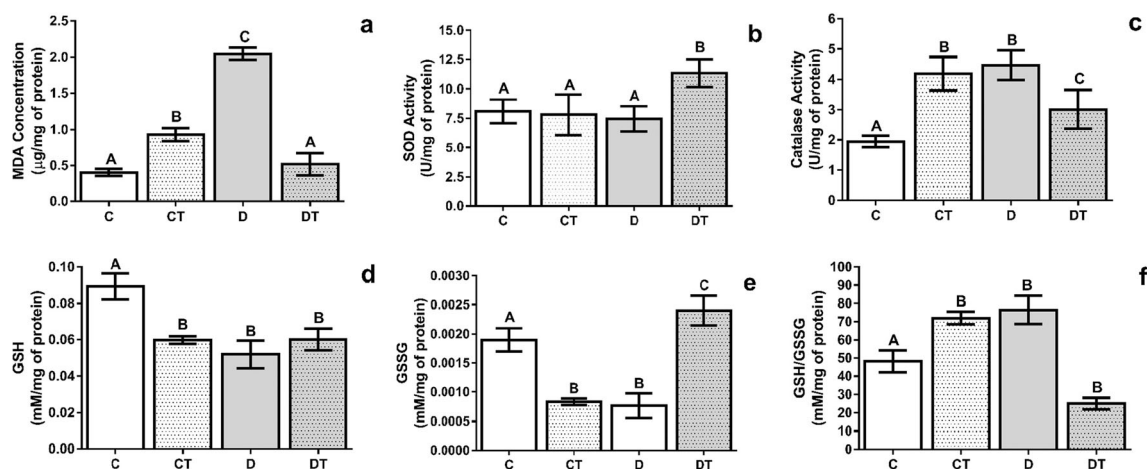 MDA Concentration
(µg/mg of protein)
2.5
2.0
1.5
1.0
0.5
0.0
A
B
C
A
C
CT
D
DT
a
SOD Activity
(U/mg of protein)
15.0
12.5
10.0
7.5
5.0
2.5
0.0
A
A
A
B
C
CT
D
DT
b
Catalase Activity
(U/mg of protein)
6
5
4
3
2
1
0
A
B
B
C
C
CT
D
DT
c
GSH
(mM/mg of protein)
0.10
0.08
0.06
0.04
0.02
0.00
A
B
B
B
C
CT
D
DT
d
GSSG
(mM/mg of protein)
0.0030
0.0025
0.0020
0.0015
0.0010
0.0005
0.0000
A
B
B
C
C
CT
D
DT
e
GSH/GSSG
(mM/mg of protein)
100
90
80
70
60
50
40
30
20
10
0
A
B
B
B
C
CT
D
DT
f